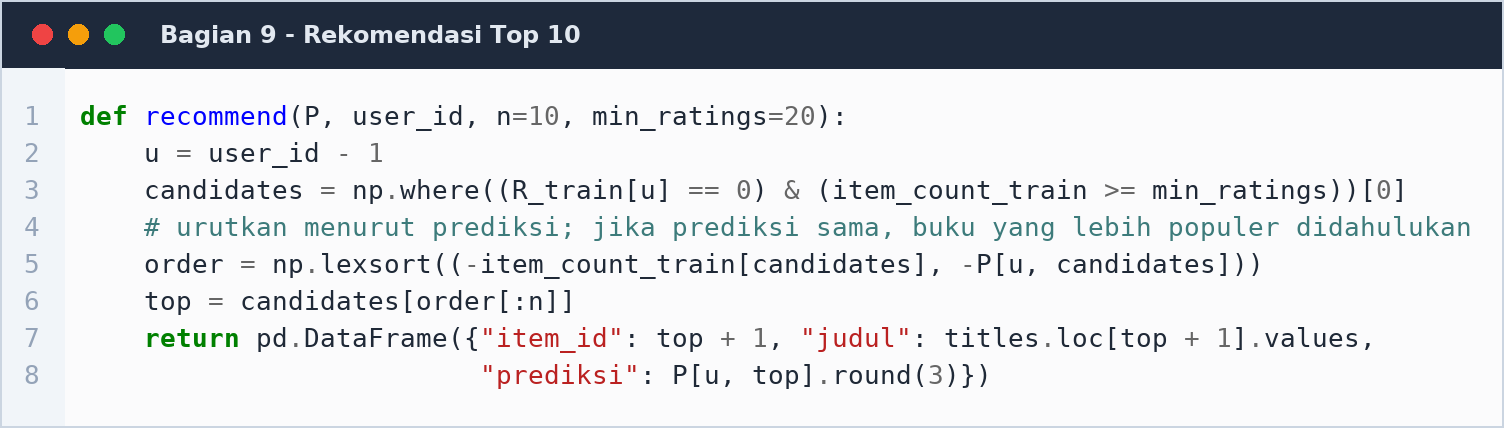 Bagian 9 - Rekomendasi Top 10
1 def recommend(P, user_id, n=10, min_ratings=20):
2     u = user_id - 1
3     candidates = np.where((R_train[u] == 0) & (item_count_train >= min_ratings))[0]
4     # urutkan menurut prediksi; jika prediksi sama, buku yang lebih populer didahulukan
5     order = np.lexsort((-item_count_train[candidates], -P[u, candidates]))
6     top = candidates[order[:n]]
7     return pd.DataFrame({"item_id": top + 1, "judul": titles.loc[top + 1].values,
8                          "prediksi": P[u, top].round(3)})